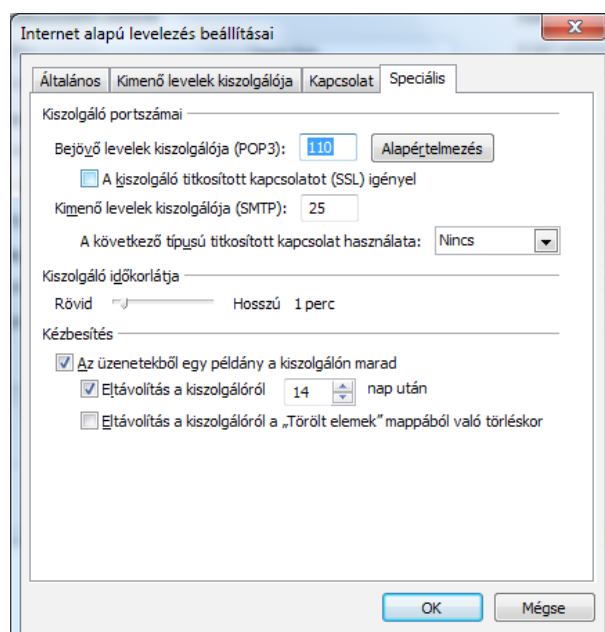 Internet alapú levelezés beállításai
Általános Kimenő levelek kiszolgálója Kapcsolat Speciális
Kiszolgáló portszámai
Bejövő levelek kiszolgálója (POP3): 110 Alapértelmezés
A kiszolgáló titkosított kapcsolatot (SSL) igényel
Kimenő levelek kiszolgálója (SMTP): 25
A következő típusú titkosított kapcsolat használata: Nincs
Kiszolgáló időkorlátja
Rövid Hosszú 1 perc
Kézbesítés
Az üzenetekből egy példány a kiszolgálón marad
Eltávolítás a kiszolgálóról 14 nap után
Eltávolítás a kiszolgálóról a „Törölt elemek” mappából való törléskor
OK Mégse